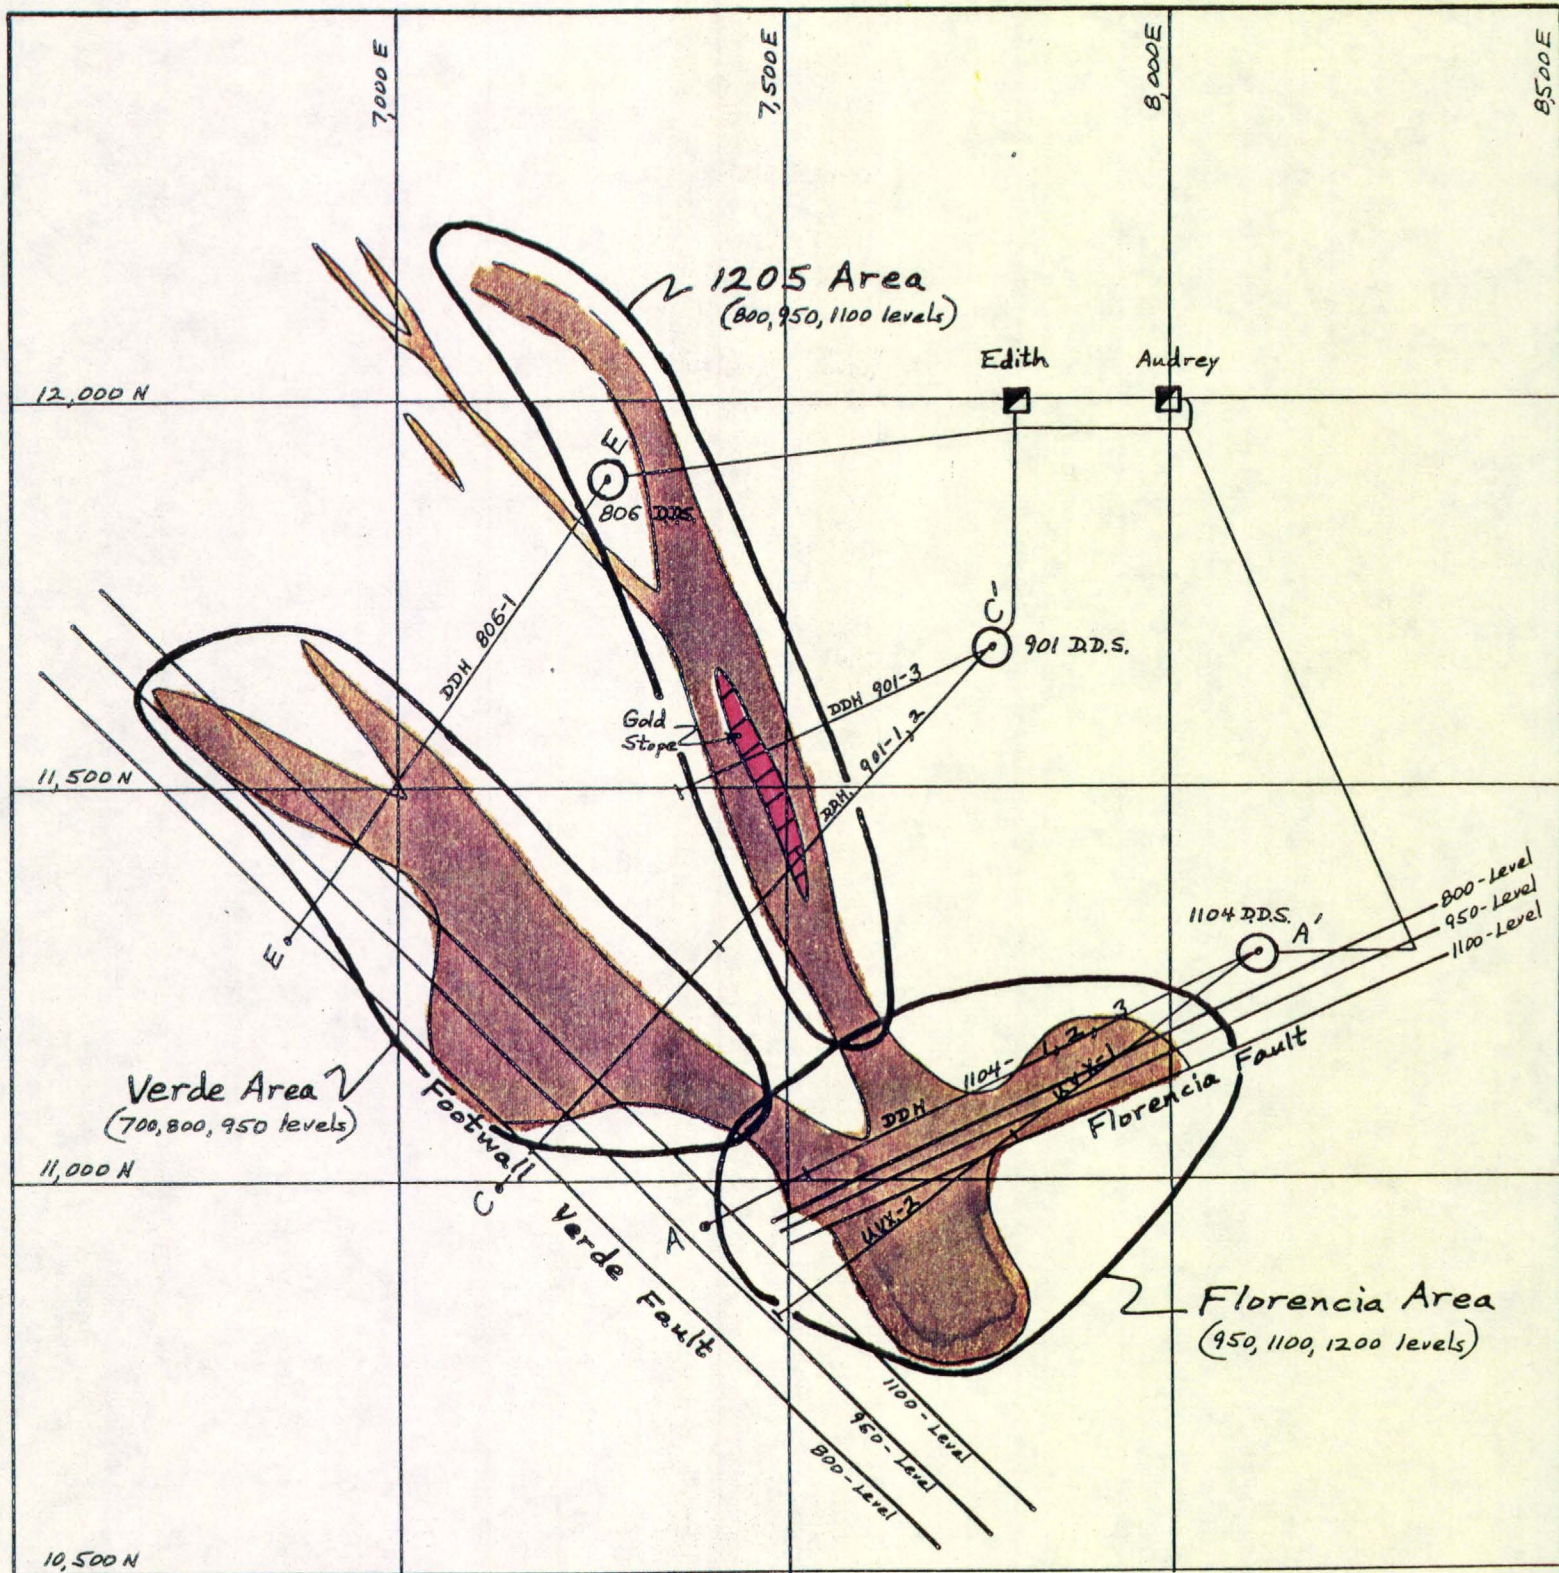 7,000 E
7,500 E
8,000 E
8,500 E
1205 Area
(800, 950, 1100 levels)
Edith
Audrey
12,000 N
E
806 D.D.S.
C'
901 D.D.S.
DDH 806-1
DDH 901-3
Gold
Stope
DDH. 901-1, 2
11,500 N
800-Level
950-Level
1100-Level
1104 D.D.S.
A'
E
1104- 1, 2, 3
DDH
UVX-1
Florencia Fault
Verde Area
(700, 800, 950 levels)
Footwall
11,000 N
C
A
UVX-2
Verde Fault
Florencia Area
(950, 1100, 1200 levels)
1100-Level
950-Level
800-Level
10,500 N